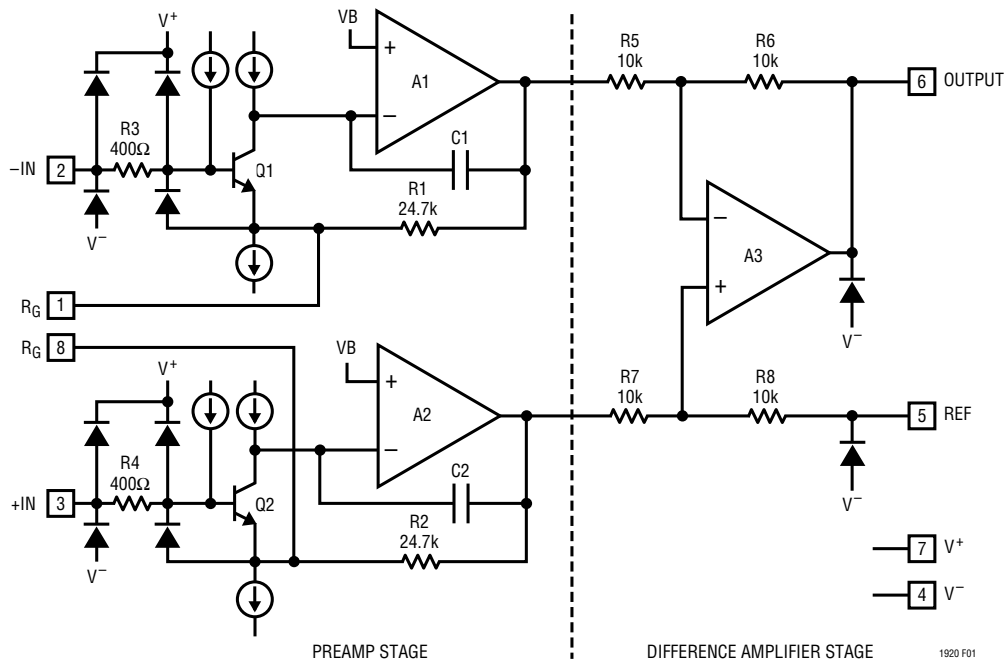 V+
VB
R5
10k
R6
10k
+
A1
6
OUTPUT
−
R3
400Ω
C1
−IN
2
Q1
R1
24.7k
V−
−
A3
+
RG
1
V−
RG
8
VB
V+
+
A2
R7
10k
R8
10k
5
REF
−
R4
400Ω
C2
+IN
3
Q2
R2
24.7k
V−
V−
7
V+
4
V−
PREAMP STAGE
DIFFERENCE AMPLIFIER STAGE
1920 F01